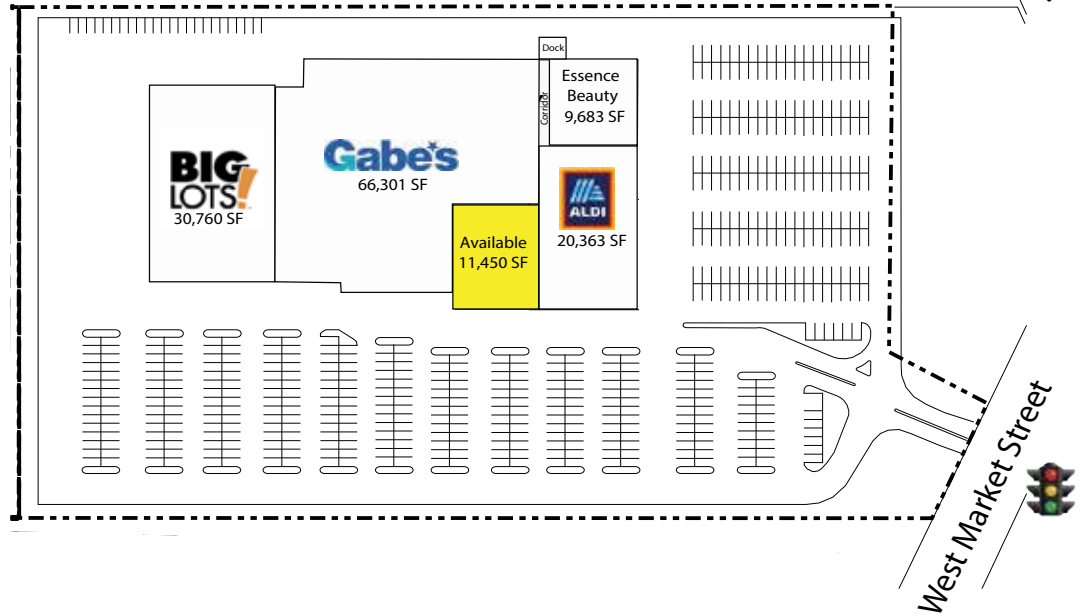 Dock
Essence
Beauty
9,683 SF
Corridor
Gabe's
66,301 SF
BIG
LOTS!
30,760 SF
ALDI
20,363 SF
Available
11,450 SF
West Market Street